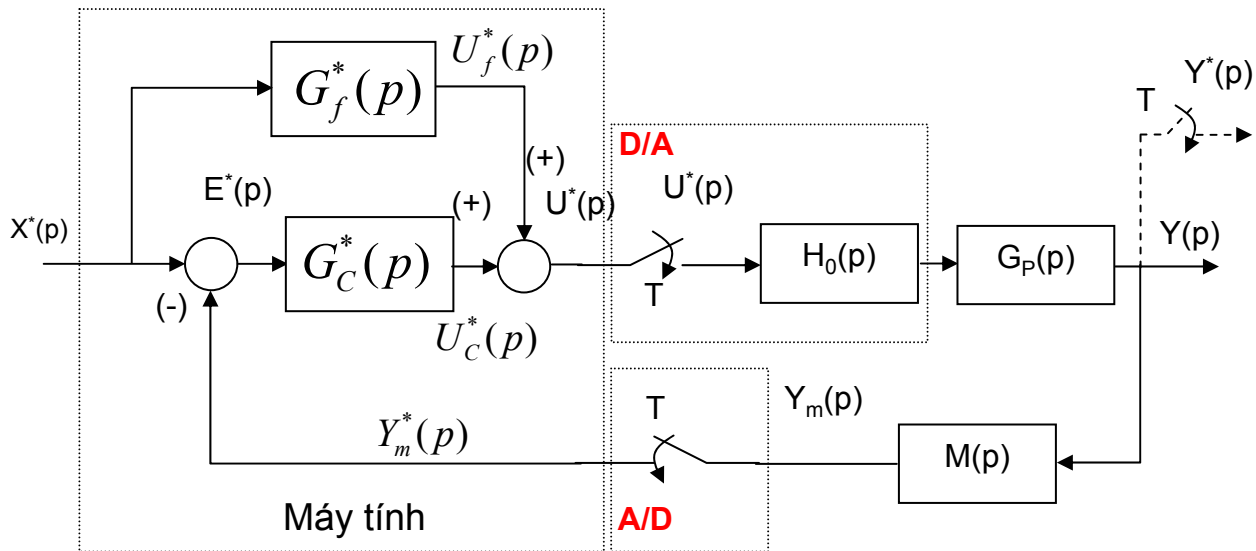 U*f(p)
G*f(p)
Y*(p)
T
D/A
(+)
E*(p)
(+)
U*(p)
U*(p)
X*(p)
G*C(p)
H0(p)
GP(p)
Y(p)
(-)
T
U*C(p)
T
Ym(p)
Y*m(p)
M(p)
Máy tính
A/D